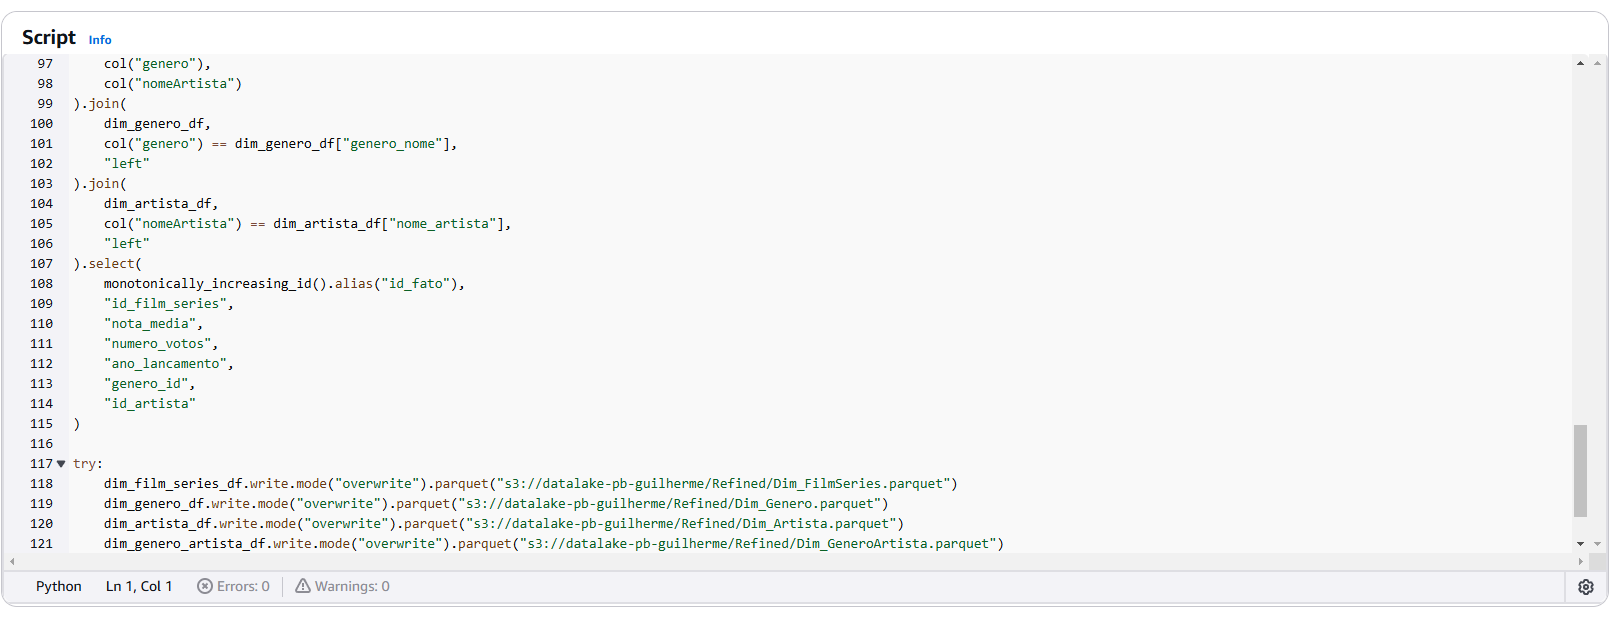 Script Info
97 col("genero"),
98 col("nomeArtista")
99 ).join(
100 dim_genero_df,
101 col("genero") == dim_genero_df["genero_nome"],
102 "left"
103 ).join(
104 dim_artista_df,
105 col("nomeArtista") == dim_artista_df["nome_artista"],
106 "left"
107 ).select(
108 monotonically_increasing_id().alias("id_fato"),
109 "id_film_series",
110 "nota_media",
111 "numero_votos",
112 "ano_lancamento",
113 "genero_id",
114 "id_artista"
115 )
116
117 try:
118 dim_film_series_df.write.mode("overwrite").parquet("s3://datalake-pb-guilherme/Refined/Dim_FilmSeries.parquet")
119 dim_genero_df.write.mode("overwrite").parquet("s3://datalake-pb-guilherme/Refined/Dim_Genero.parquet")
120 dim_artista_df.write.mode("overwrite").parquet("s3://datalake-pb-guilherme/Refined/Dim_Artista.parquet")
121 dim_genero_artista_df.write.mode("overwrite").parquet("s3://datalake-pb-guilherme/Refined/Dim_GeneroArtista.parquet")
Python Ln 1, Col 1 Errors: 0 Warnings: 0